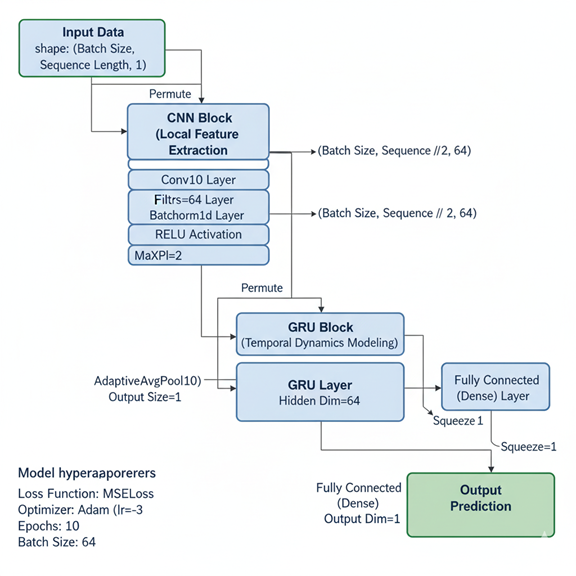 Input Data
shape: (Batch Size,
Sequence Length, 1)
Permute
CNN Block
(Local Feature
Extraction
(Batch Size, Sequence //2, 64)
Conv10 Layer
Filtrs=64 Layer
Batchorm1d Layer
(Batch Size, Sequence // 2, 64)
RELU Activation
MaXPl=2
Permute
GRU Block
(Temporal Dynamics Modeling)
AdaptiveAvgPool10)
Output Size=1
GRU Layer
Hidden Dim=64
Fully Connected
(Dense) Layer
Squeeze 1
Squeeze=1
Model hyperaaporerers
Loss Function: MSELoss
Optimizer: Adam (lr=-3
Epochs: 10
Batch Size: 64
Fully Connected
(Dense)
Output Dim=1
Output
Prediction